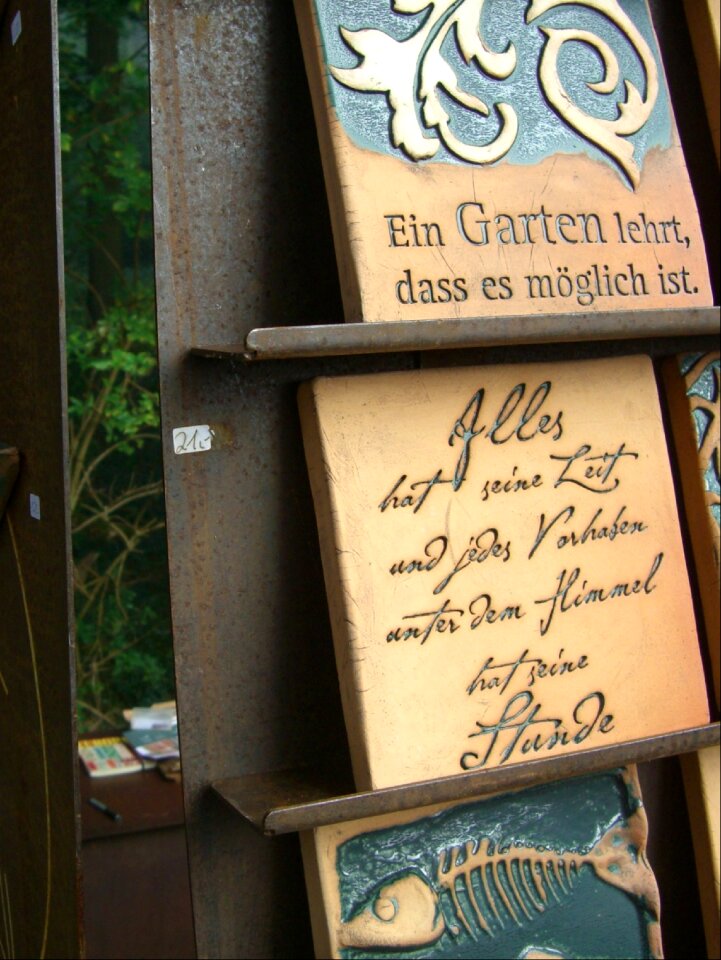 Ein Garten lehrt,
dass es möglich ist.
21,-
Alles
hat seine Zeit
und jedes Vorhaben
unter dem Himmel
hat seine
Stunde